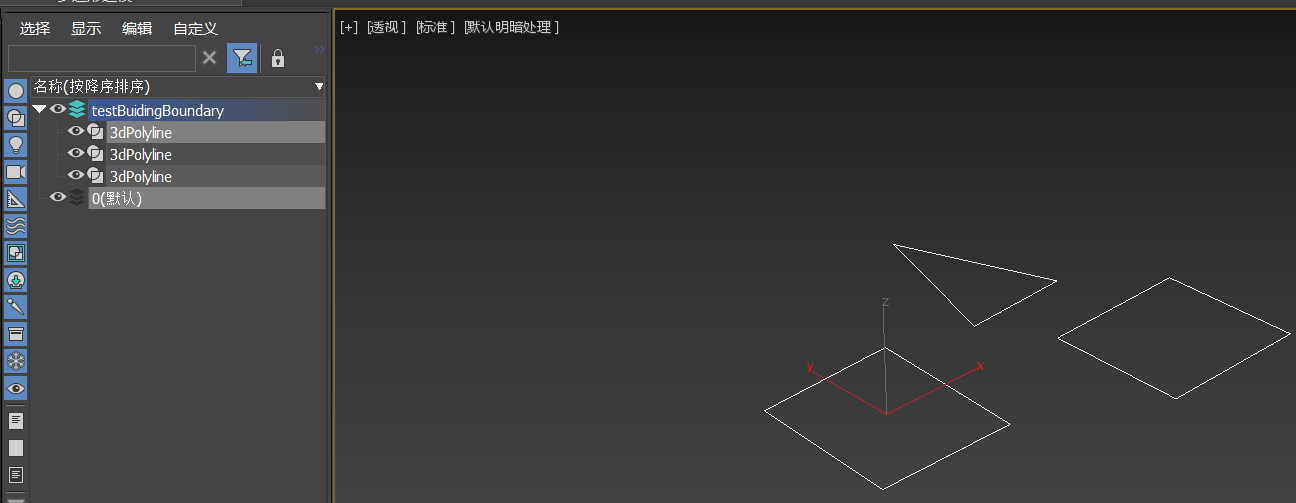 选择 显示 编辑 自定义
[+] [透视] [标准] [默认明暗处理]
名称(按降序排序)
testBuidingBoundary
3dPolyline
3dPolyline
3dPolyline
0(默认)
z
y
x